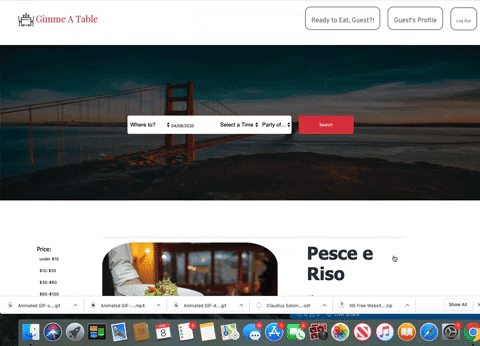 Gimme A Table
Ready to Eat, Guest?!
Guest's Profile
Log Out
Where to?
04/08/2020
Select a Time
Party of...
Search
Price:
under $10
$10-$30
$30-$60
$60-$100
Pesce e
Riso
Animated GIF-s....gif
Animated GIF-....mp4
Animated GIF-d....gif
Claudius Solom....odt
N5 Free Websit....zip
Show All